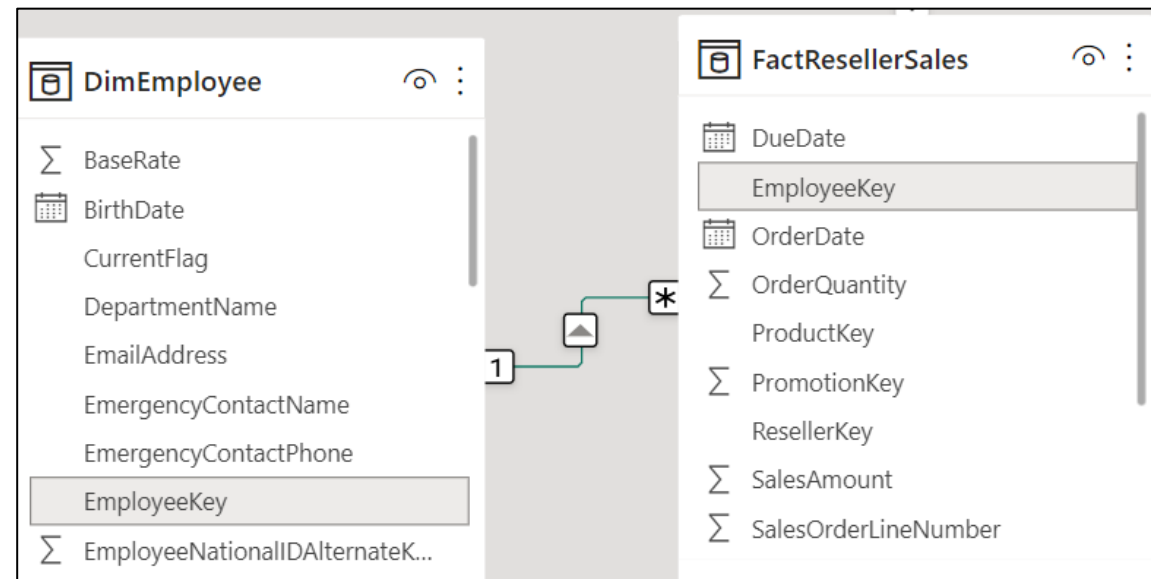 DimEmployee
BaseRate
BirthDate
CurrentFlag
DepartmentName
EmailAddress
EmergencyContactName
EmergencyContactPhone
EmployeeKey
EmployeeNationalIDAlternateK...
1
*
FactResellerSales
DueDate
EmployeeKey
OrderDate
OrderQuantity
ProductKey
PromotionKey
ResellerKey
SalesAmount
SalesOrderLineNumber